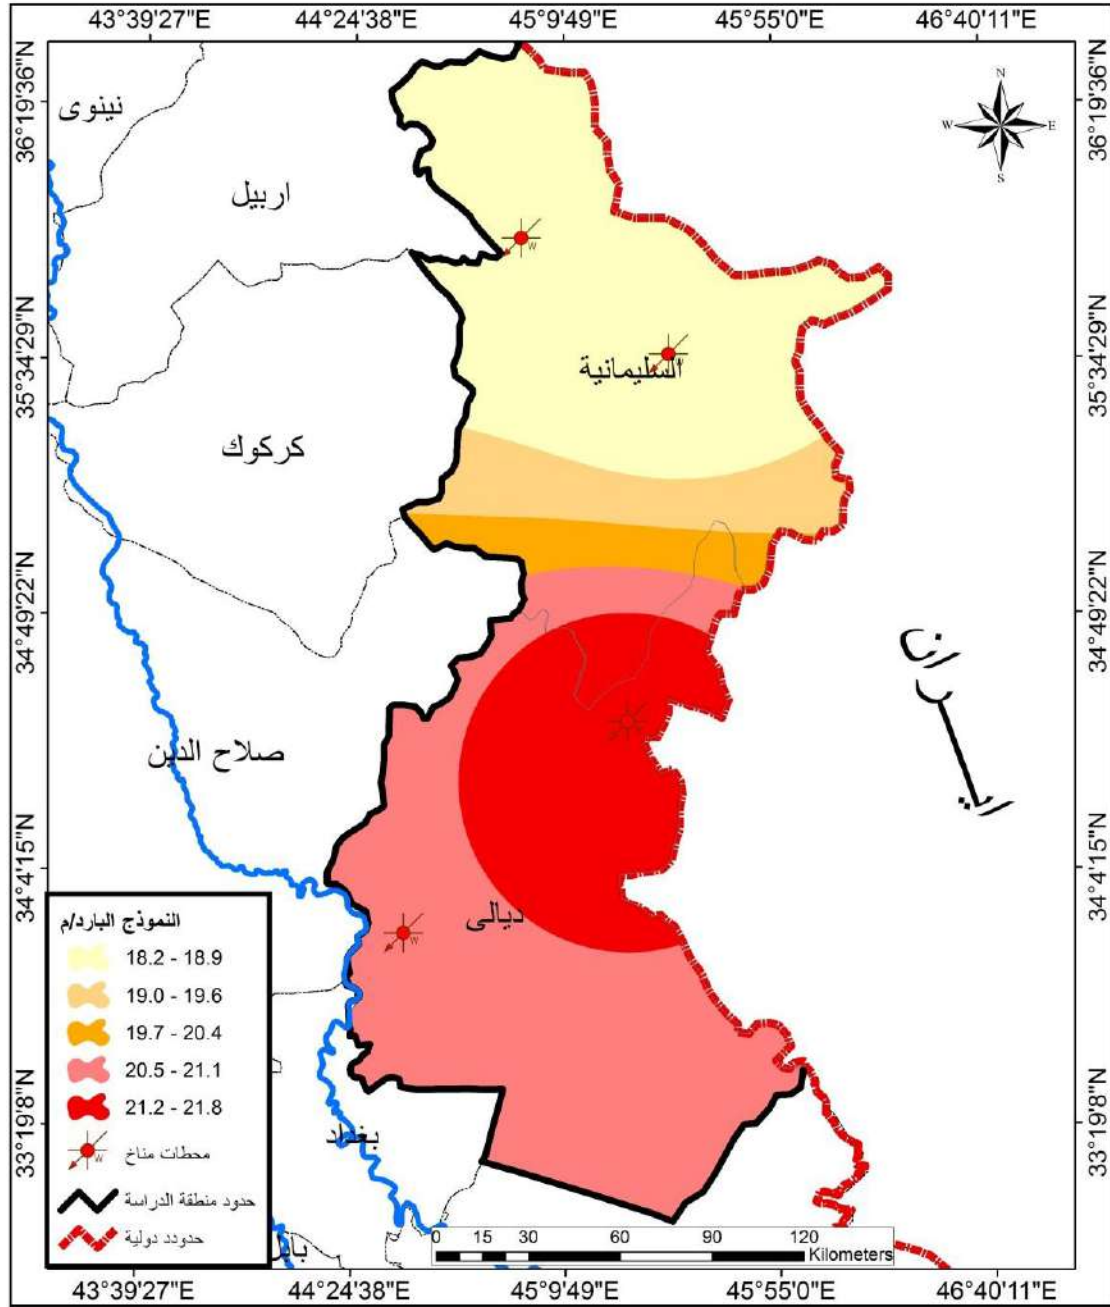 43°39'27"E 44°24'38"E 45°9'49"E 45°55'0"E 46°40'11"E
36°19'36"N
36°19'36"N
35°34'29"N
35°34'29"N
34°49'22"N
34°49'22"N
34°4'15"N
34°4'15"N
33°19'8"N
33°19'8"N
N
W E
S
نينوى
اربيل
W
السليمانية
كركوك
صلاح الدين
ايران
ديالى
W
بغداد
بابل
النموذج البارد/م
18.2 - 18.9
19.0 - 19.6
19.7 - 20.4
20.5 - 21.1
21.2 - 21.8
محطات مناخ
W
حدود منطقة الدراسة
حدودد دولية
0 15 30 60 90 120
Kilometers
43°39'27"E 44°24'38"E 45°9'49"E 45°55'0"E 46°40'11"E